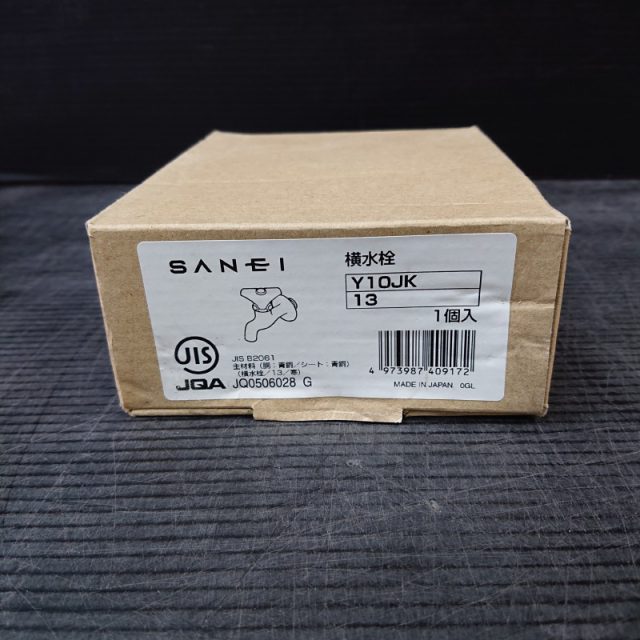 SANEI
横水栓
Y10JK
13
1個入
JIS
JQA
JIS B2061
主材料(胴:青銅/シート:青銅)
(横水栓/13/寒)
JQ0506028 G
4 973987 409172
MADE IN JAPAN 0GL